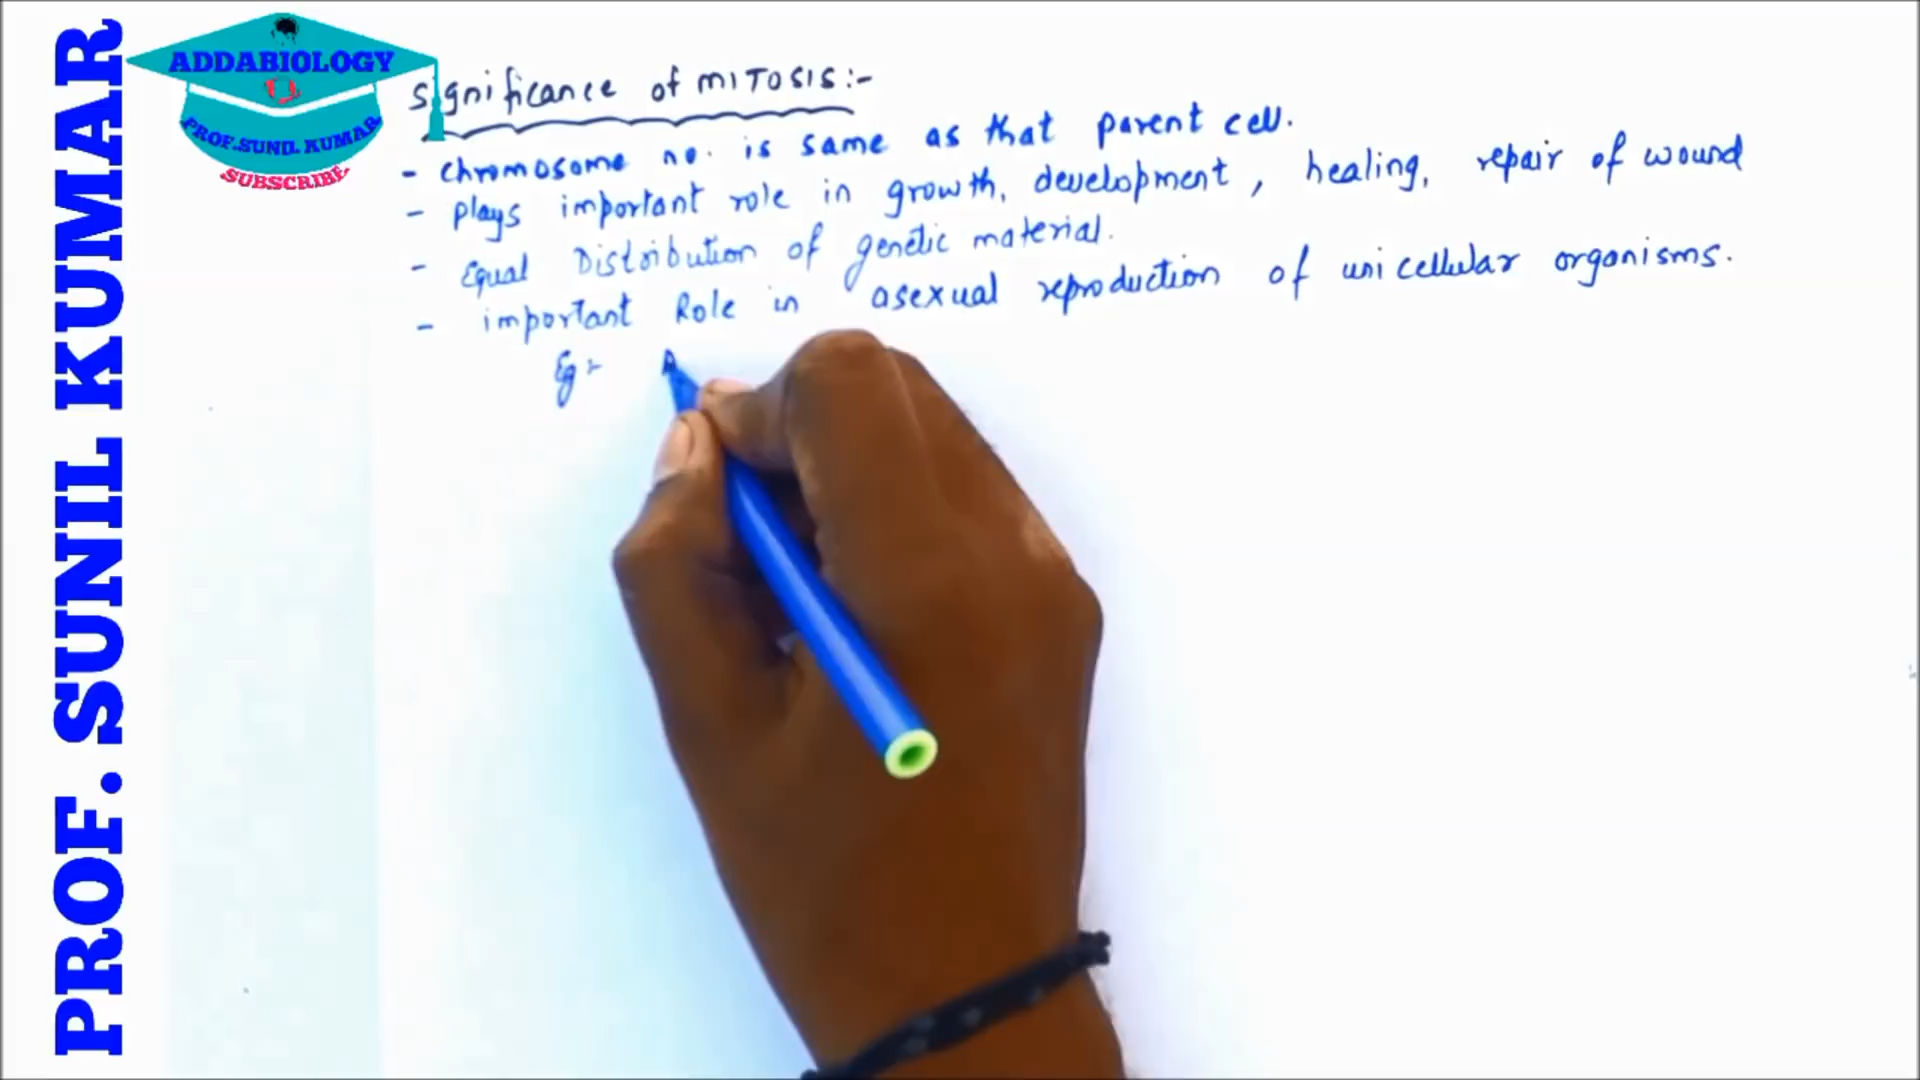 PROF. SUNIL KUMAR
ADDABIOLOGY
PROF.SUNIL KUMAR
SUBSCRIBE
Significance of MITOSIS:-
- chromosome no. is same as that parent cell.
- plays important role in growth, development, healing, repair of wound
- Equal Distribution of genetic material.
- important Role in asexual reproduction of unicellular organisms.
Eg:- A